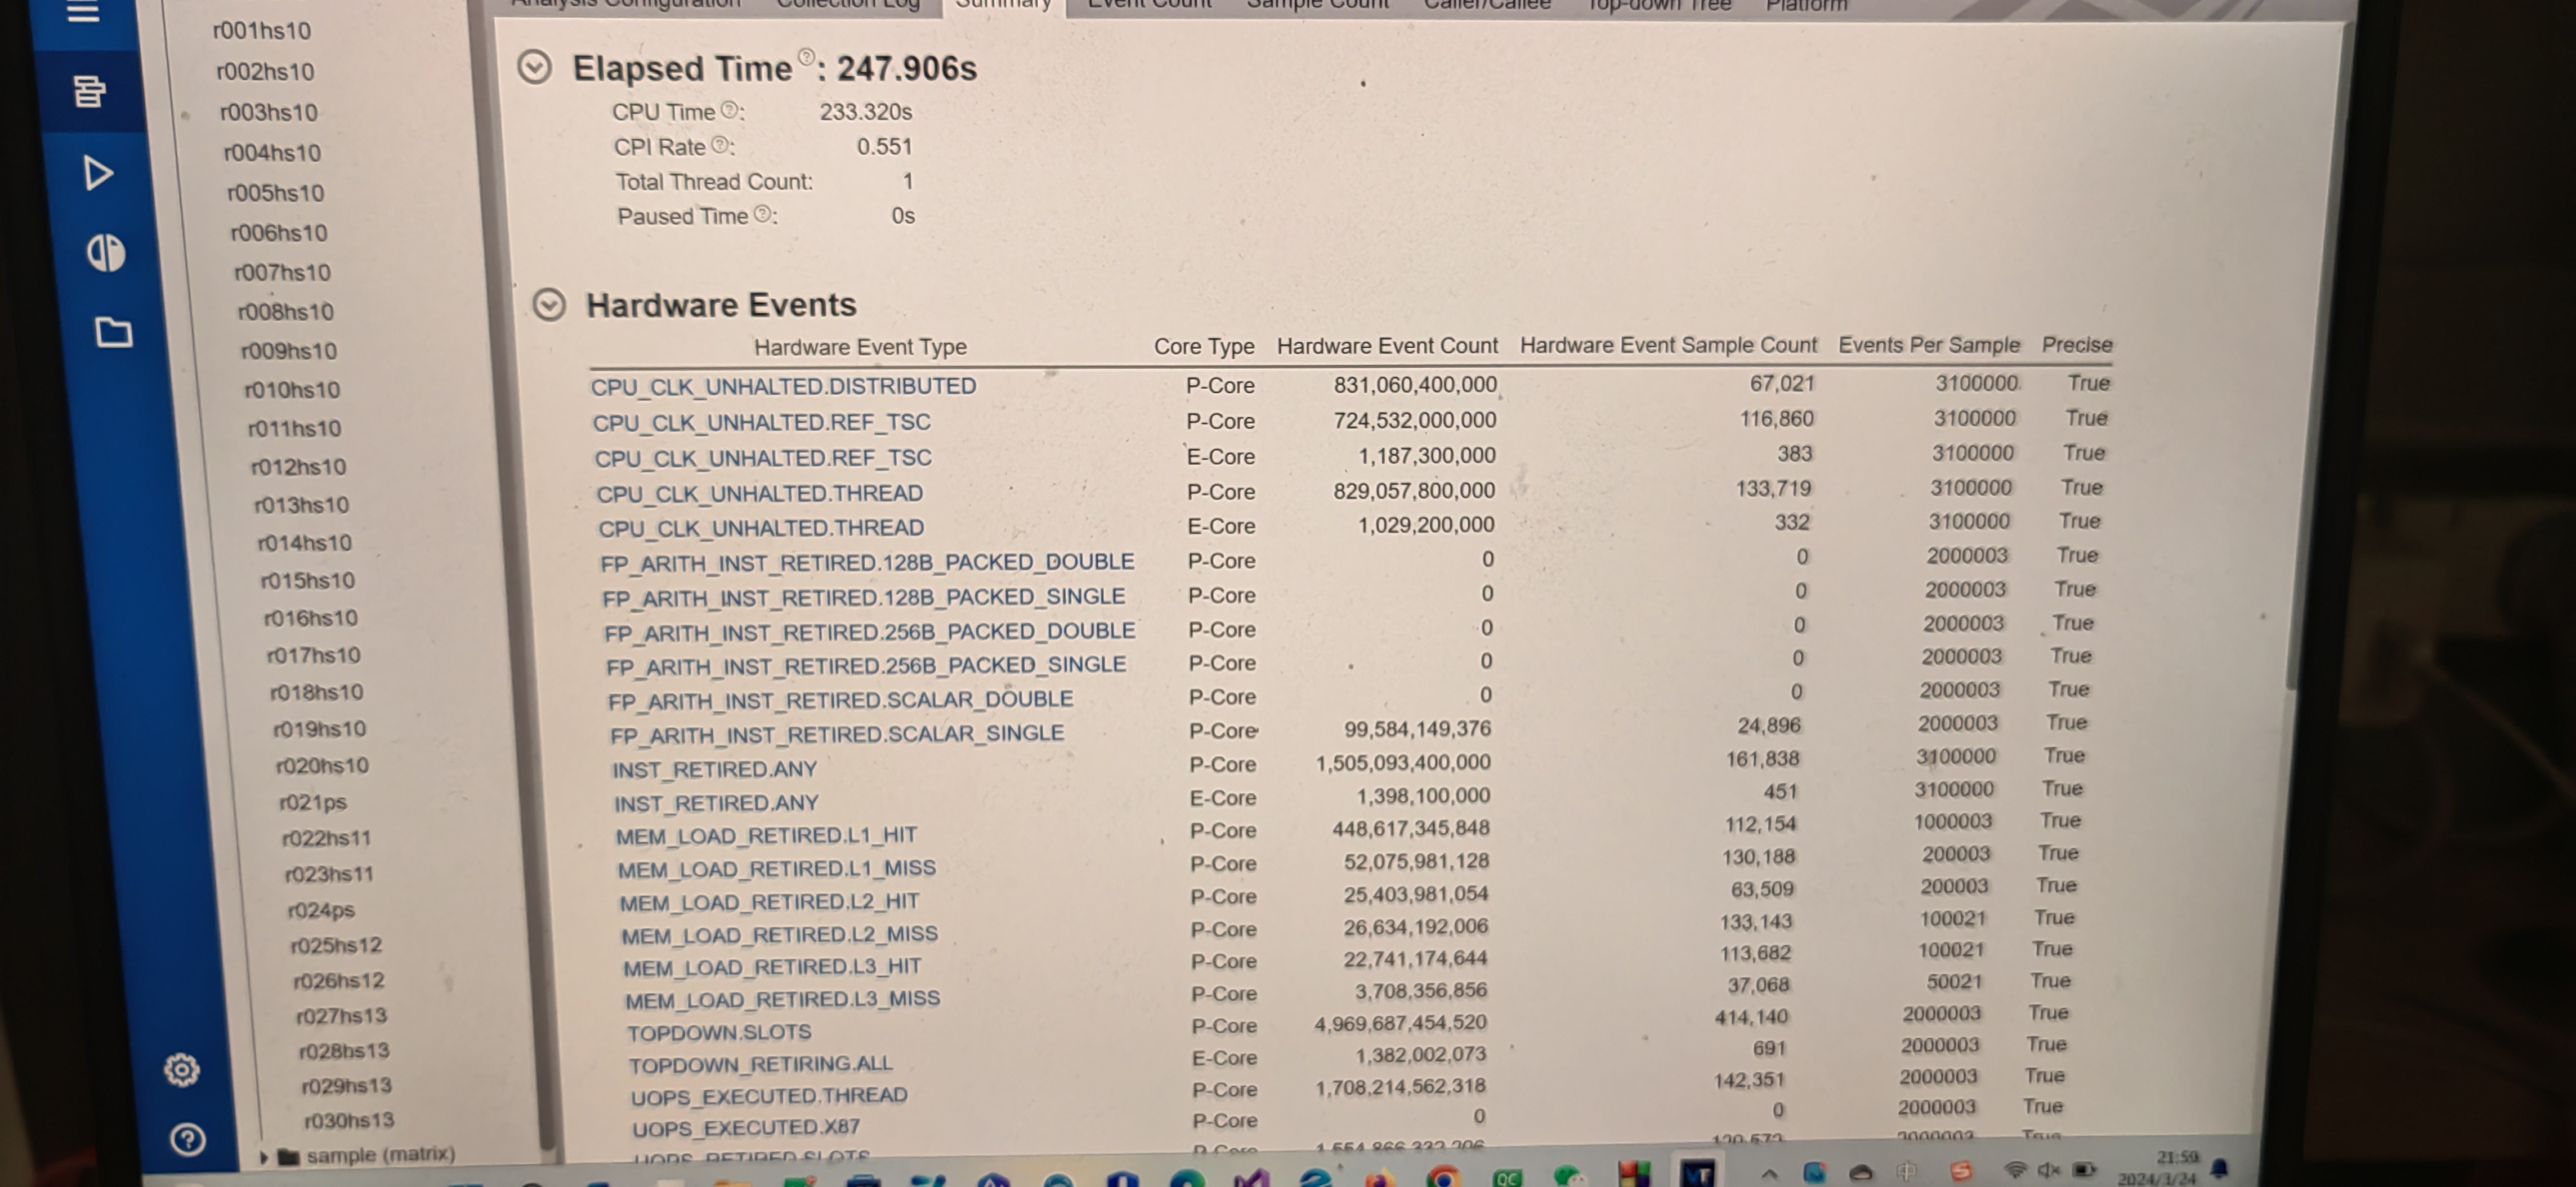 Analysis Configuration Collection Log Summary Event Count Sample Count Caller/Callee Top-down Tree Platform
r001hs10
r002hs10
r003hs10
r004hs10
r005hs10
r006hs10
r007hs10
r008hs10
r009hs10
r010hs10
r011hs10
r012hs10
r013hs10
r014hs10
r015hs10
r016hs10
r017hs10
r018hs10
r019hs10
r020hs10
r021ps
r022hs11
r023hs11
r024ps
r025hs12
r026hs12
r027hs13
r028hs13
r029hs13
r030hs13
sample (matrix)
Elapsed Time ?: 247.906s
CPU Time ?: 233.320s
CPI Rate ?: 0.551
Total Thread Count: 1
Paused Time ?: 0s
Hardware Events
Hardware Event Type Core Type Hardware Event Count Hardware Event Sample Count Events Per Sample Precise
CPU_CLK_UNHALTED.DISTRIBUTED P-Core 831,060,400,000 67,021 3100000 True
CPU_CLK_UNHALTED.REF_TSC P-Core 724,532,000,000 116,860 3100000 True
CPU_CLK_UNHALTED.REF_TSC E-Core 1,187,300,000 383 3100000 True
CPU_CLK_UNHALTED.THREAD P-Core 829,057,800,000 133,719 3100000 True
CPU_CLK_UNHALTED.THREAD E-Core 1,029,200,000 332 3100000 True
FP_ARITH_INST_RETIRED.128B_PACKED_DOUBLE P-Core 0 0 2000003 True
FP_ARITH_INST_RETIRED.128B_PACKED_SINGLE P-Core 0 0 2000003 True
FP_ARITH_INST_RETIRED.256B_PACKED_DOUBLE P-Core 0 0 2000003 True
FP_ARITH_INST_RETIRED.256B_PACKED_SINGLE P-Core 0 0 2000003 True
FP_ARITH_INST_RETIRED.SCALAR_DOUBLE P-Core 0 0 2000003 True
FP_ARITH_INST_RETIRED.SCALAR_SINGLE P-Core 99,584,149,376 24,896 2000003 True
INST_RETIRED.ANY P-Core 1,505,093,400,000 161,838 3100000 True
INST_RETIRED.ANY E-Core 1,398,100,000 451 3100000 True
MEM_LOAD_RETIRED.L1_HIT P-Core 448,617,345,848 112,154 1000003 True
MEM_LOAD_RETIRED.L1_MISS P-Core 52,075,981,128 130,188 200003 True
MEM_LOAD_RETIRED.L2_HIT P-Core 25,403,981,054 63,509 200003 True
MEM_LOAD_RETIRED.L2_MISS P-Core 26,634,192,006 133,143 100021 True
MEM_LOAD_RETIRED.L3_HIT P-Core 22,741,174,644 113,682 100021 True
MEM_LOAD_RETIRED.L3_MISS P-Core 3,708,356,856 37,068 50021 True
TOPDOWN.SLOTS P-Core 4,969,687,454,520 414,140 2000003 True
TOPDOWN_RETIRING.ALL E-Core 1,382,002,073 691 2000003 True
UOPS_EXECUTED.THREAD P-Core 1,708,214,562,318 142,351 2000003 True
UOPS_EXECUTED.X87 P-Core 0 0 2000003 True
UOPS_RETIRED.SLOTS P-Core 2000003 True
QC
中
S
21:59
2024/3/24